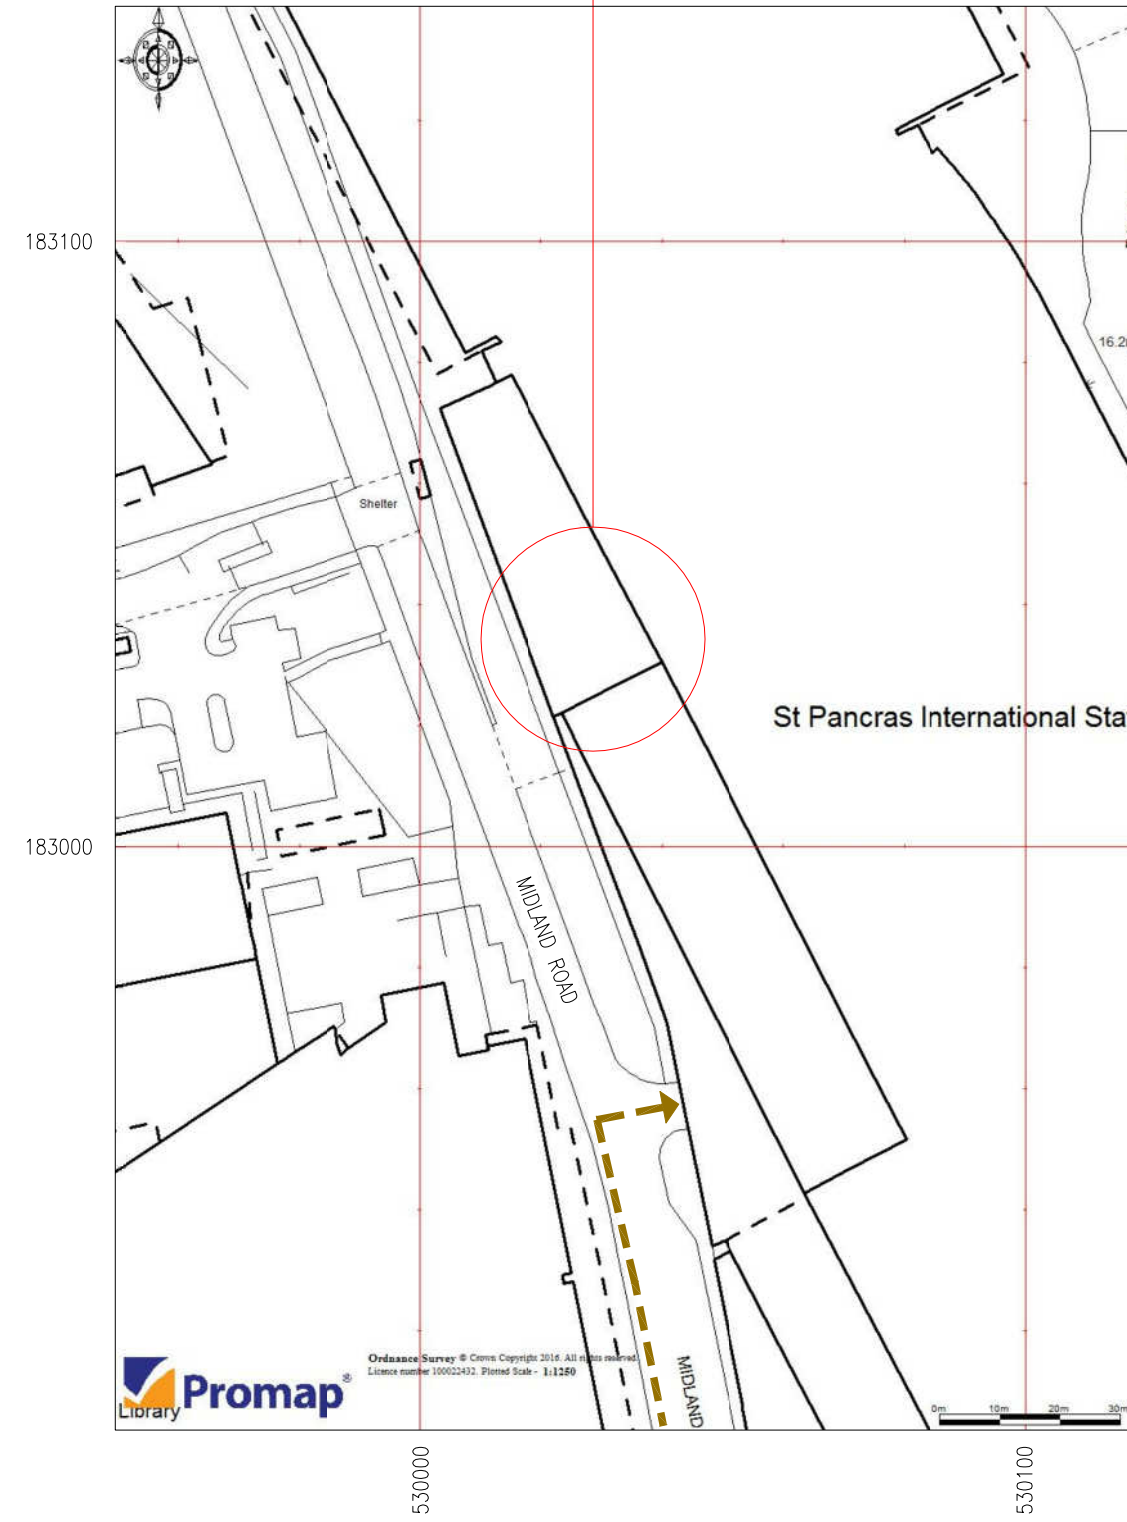 183100
16.2
Shelter
St Pancras International Sta
183000
MIDLAND ROAD
Ordnance Survey © Crown Copyright 2016. All rights reserved.
Licence number 100022432. Plotted Scale - 1:1250
Promap®
Library
MIDLAND
0m 10m 20m 30m
530000
530100